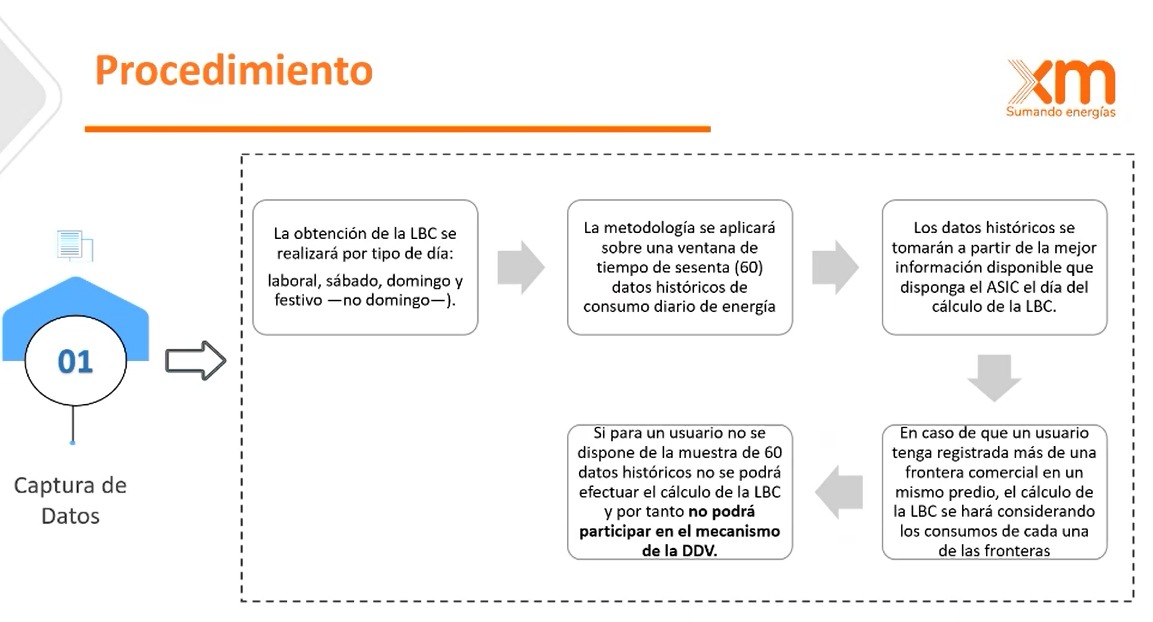 Procedimiento
xm
Sumando energías
01
Captura de
Datos
La obtención de la LBC se
realizará por tipo de día:
laboral, sábado, domingo y
festivo —no domingo—).
La metodología se aplicará
sobre una ventana de
tiempo de sesenta (60)
datos históricos de
consumo diario de energía
Los datos históricos se
tomarán a partir de la mejor
información disponible que
disponga el ASIC el día del
cálculo de la LBC.
En caso de que un usuario
tenga registrada más de una
frontera comercial en un
mismo predio, el cálculo de
la LBC se hará considerando
los consumos de cada una
de las fronteras
Si para un usuario no se
dispone de la muestra de 60
datos históricos no se podrá
efectuar el cálculo de la LBC
y por tanto no podrá
participar en el mecanismo
de la DDV.